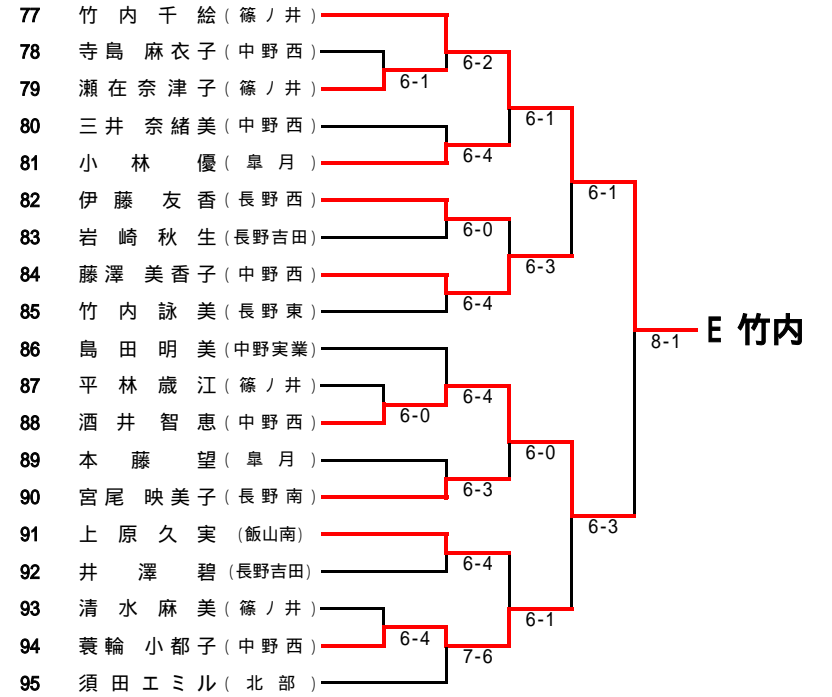 77 竹内千絵(篠ノ井)
78 寺島麻衣子(中野西)
6-2
79 瀬在奈津子(篠ノ井)
6-1
6-1
80 三井奈緒美(中野西)
81 小林優(皐月)
6-4
6-1
82 伊藤友香(長野西)
83 岩崎秋生(長野吉田)
6-0
84 藤澤美香子(中野西)
6-3
85 竹内詠美(長野東)
6-4
E 竹内
8-1
86 島田明美(中野実業)
87 平林歳江(篠ノ井)
6-4
88 酒井智恵(中野西)
6-0
89 本藤望(皐月)
6-0
90 宮尾映美子(長野南)
6-3
91 上原久実(飯山南)
6-3
92 井澤碧(長野吉田)
6-4
93 清水麻美(篠ノ井)
94 蓑輪小都子(中野西)
6-4
6-1
95 須田エミル(北部)
7-6